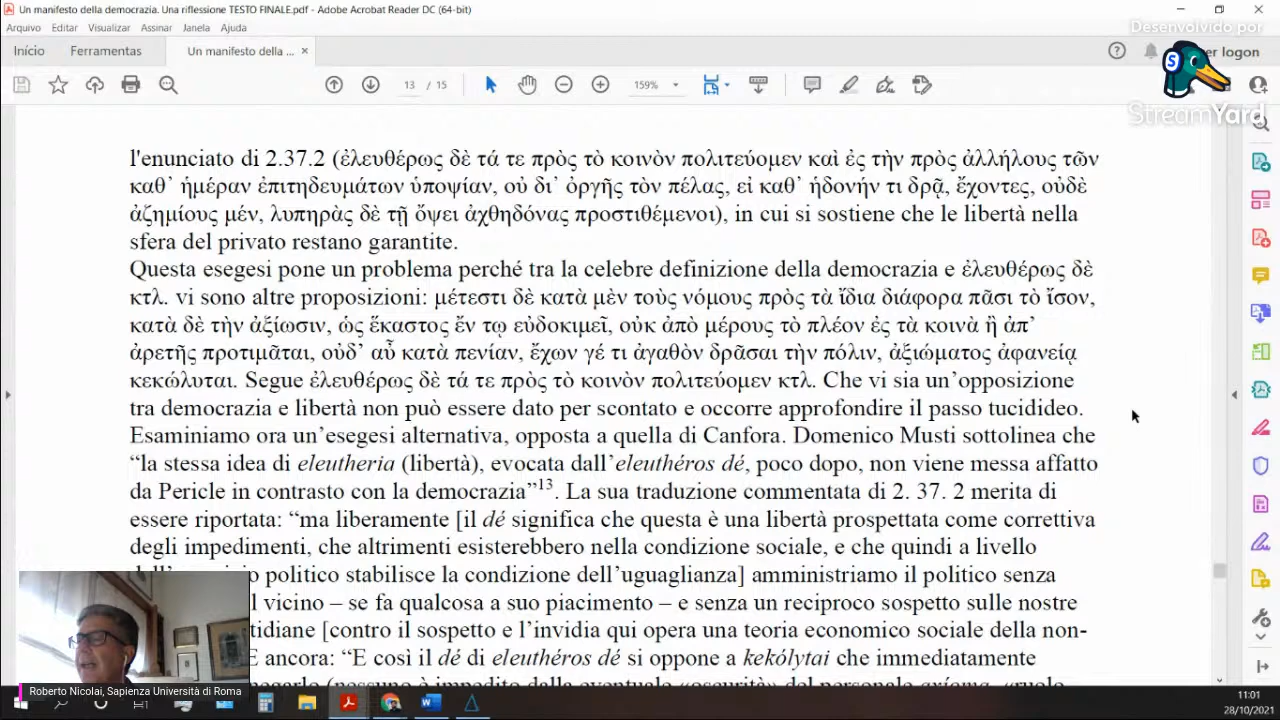 Un manifesto della democrazia. Una riflessione TESTO FINALE.pdf - Adobe Acrobat Reader DC (64-bit)
Desenvolvido por
Arquivo Editar Visualizar Assinar Janela Ajuda
Início Ferramentas Un manifesto della ... logon
13 / 15 159%
StreamYard
l'enunciato di 2.37.2 (ἐλευθέρως δὲ τά τε πρὸς τὸ κοινὸν πολιτεύομεν καὶ ἐς τὴν πρὸς ἀλλήλους τῶν
καθ᾽ ἡμέραν ἐπιτηδευμάτων ὑποψίαν, οὐ δι᾽ ὀργῆς τὸν πέλας, εἰ καθ᾽ ἡδονήν τι δρᾷ, ἔχοντες, οὐδὲ
ἀζημίους μέν, λυπηρὰς δὲ τῇ ὄψει ἀχθηδόνας προστιθέμενοι), in cui si sostiene che le libertà nella
sfera del privato restano garantite.
Questa esegesi pone un problema perché tra la celebre definizione della democrazia e ἐλευθέρως δὲ
κτλ. vi sono altre proposizioni: μέτεστι δὲ κατὰ μὲν τοὺς νόμους πρὸς τὰ ἴδια διάφορα πᾶσι τὸ ἴσον,
κατὰ δὲ τὴν ἀξίωσιν, ὡς ἕκαστος ἔν τῳ εὐδοκιμεῖ, οὐκ ἀπὸ μέρους τὸ πλέον ἐς τὰ κοινὰ ἢ ἀπ᾽
ἀρετῆς προτιμᾶται, οὐδ᾽ αὖ κατὰ πενίαν, ἔχων γέ τι ἀγαθὸν δρᾶσαι τὴν πόλιν, ἀξιώματος ἀφανείᾳ
κεκώλυται. Segue ἐλευθέρως δὲ τά τε πρὸς τὸ κοινὸν πολιτεύομεν κτλ. Che vi sia un’opposizione
tra democrazia e libertà non può essere dato per scontato e occorre approfondire il passo tucidideo.
Esaminiamo ora un’esegesi alternativa, opposta a quella di Canfora. Domenico Musti sottolinea che
“la stessa idea di eleutheria (libertà), evocata dall’eleuthéros dé, poco dopo, non viene messa affatto
da Pericle in contrasto con la democrazia”13. La sua traduzione commentata di 2. 37. 2 merita di
essere riportata: “ma liberamente [il dé significa che questa è una libertà prospettata come correttiva
degli impedimenti, che altrimenti esisterebbero nella condizione sociale, e che quindi a livello
politico stabilisce la condizione dell’uguaglianza] amministriamo il politico senza
l vicino – se fa qualcosa a suo piacimento – e senza un reciproco sospetto sulle nostre
tidiane [contro il sospetto e l’invidia qui opera una teoria economico sociale della non-
E ancora: “E così il dé di eleuthéros dé si oppone a kekólytai che immediatamente
Roberto Nicolai, Sapienza Università di Roma
11:01
28/10/2021